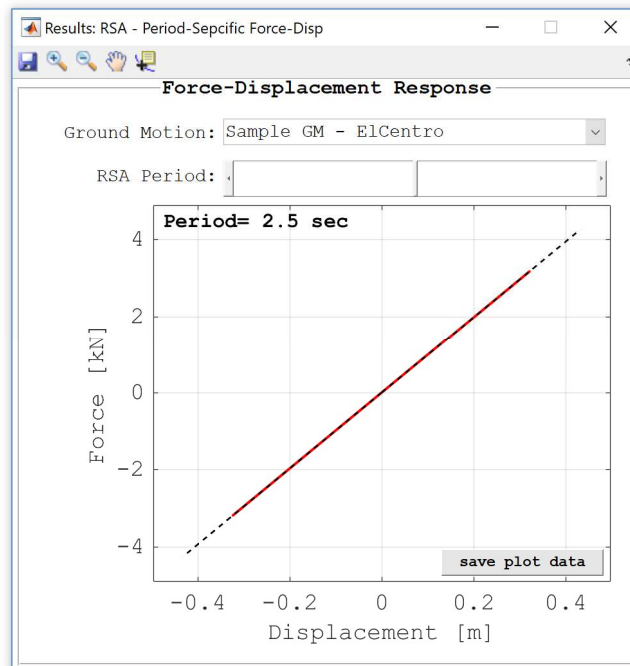 Results: RSA - Period-Sepcific Force-Disp
Force-Displacement Response
Ground Motion: Sample GM - ElCentro
RSA Period:
Period= 2.5 sec
4
2
0
-2
-4
Force [kN]
save plot data
-0.4 -0.2 0 0.2 0.4
Displacement [m]